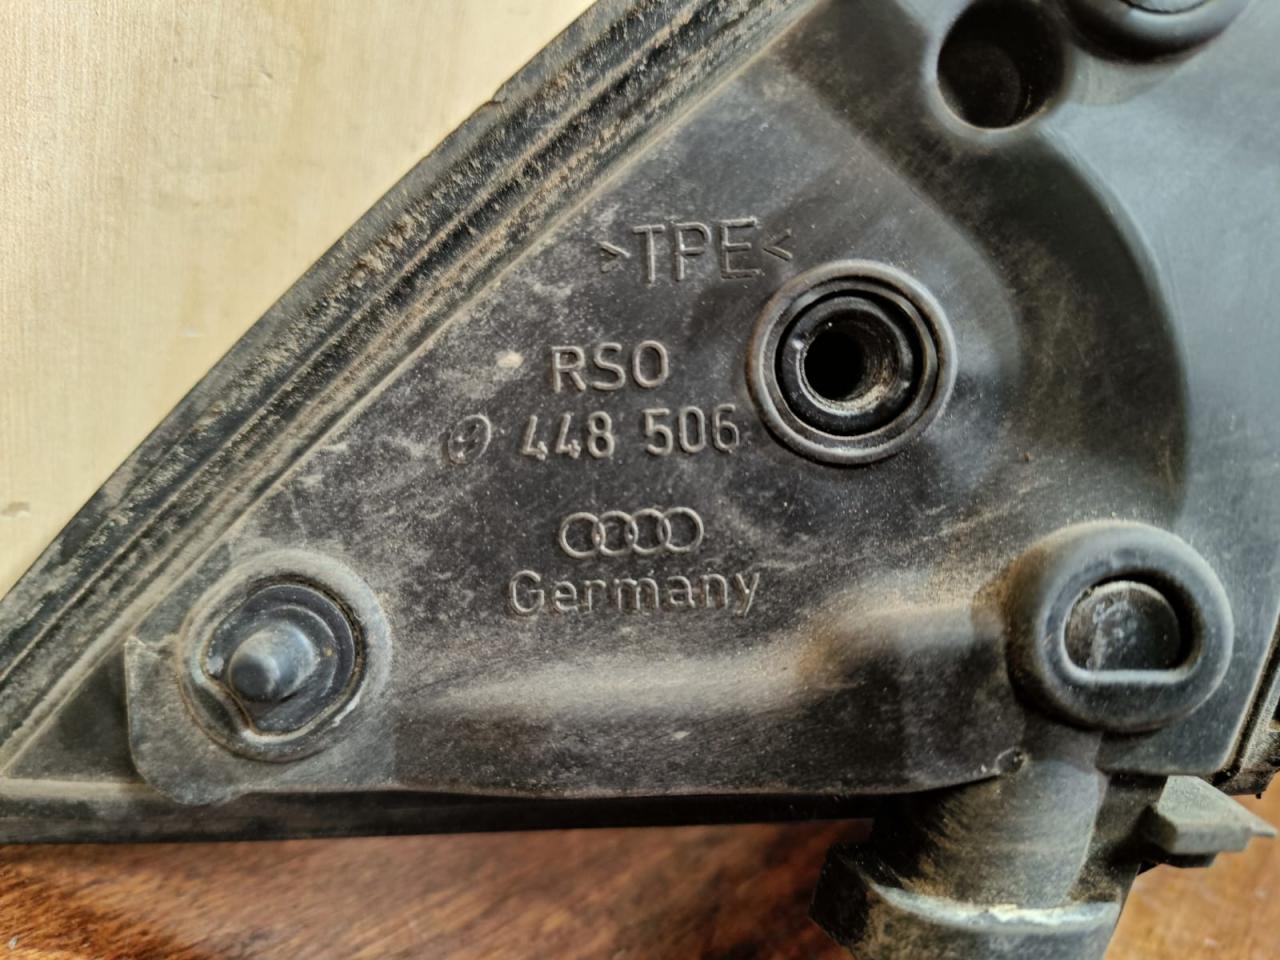 >TPE<
RSO
448 506
Germany